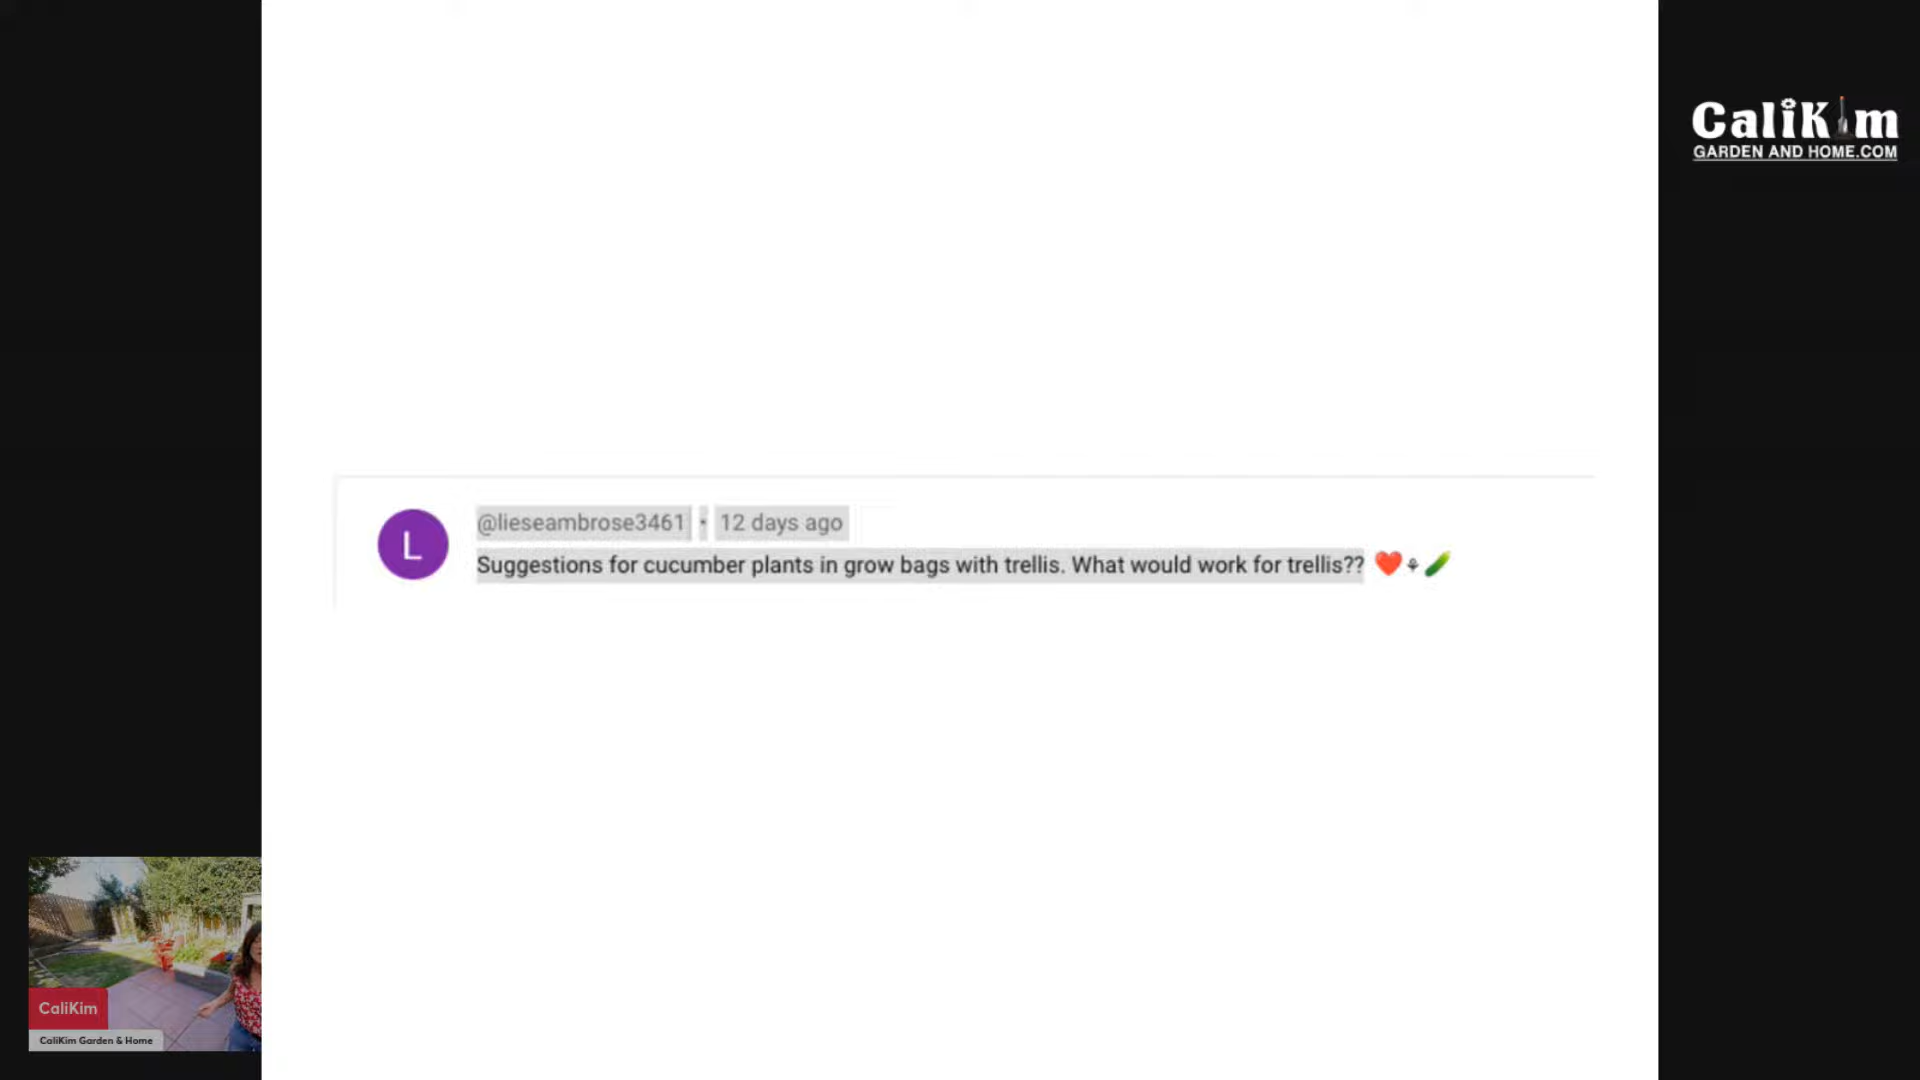 CaliKim
GARDEN AND HOME.COM
L
@lieseambrose3461 • 12 days ago
Suggestions for cucumber plants in grow bags with trellis. What would work for trellis?? ❤️⚘🥒
CaliKim
CaliKim Garden & Home